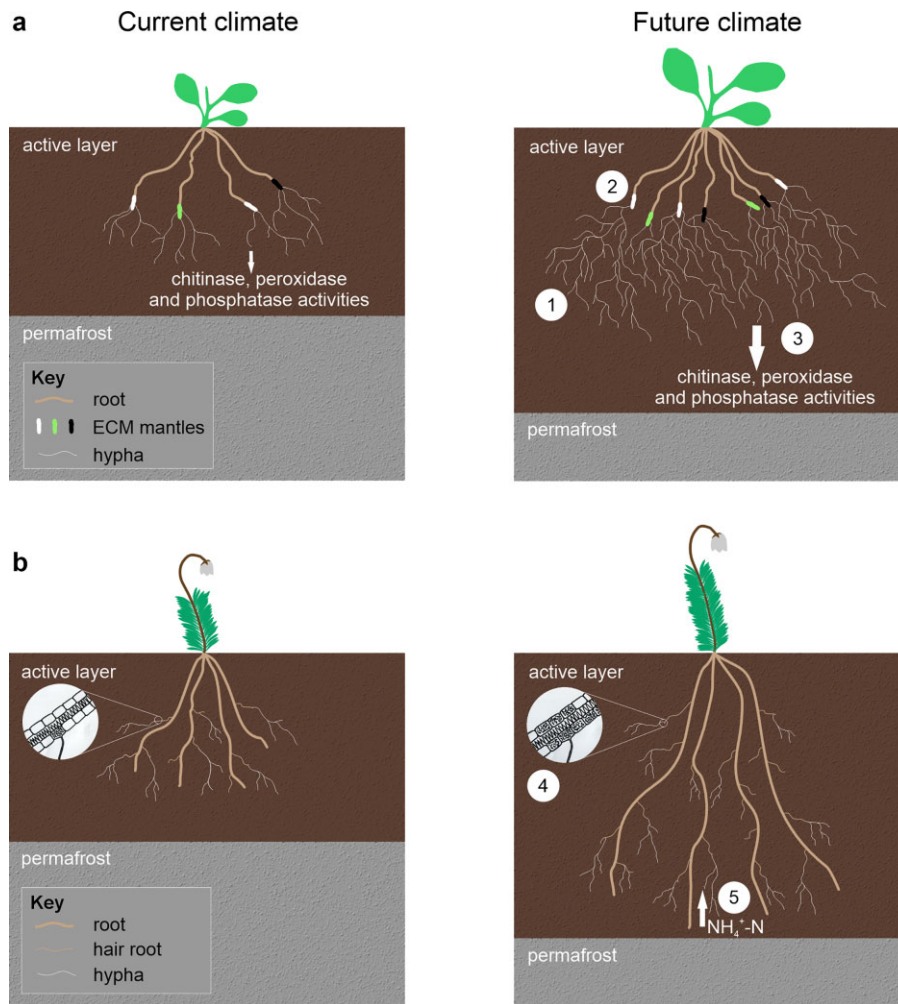 a
Current climate
Future climate
active layer
chitinase, peroxidase
and phosphatase activities
permafrost
Key
root
ECM mantles
hypha
active layer
2
1
3
chitinase, peroxidase
and phosphatase activities
permafrost
b
active layer
permafrost
Key
root
hair root
hypha
active layer
4
5
NH₄⁺-N
permafrost